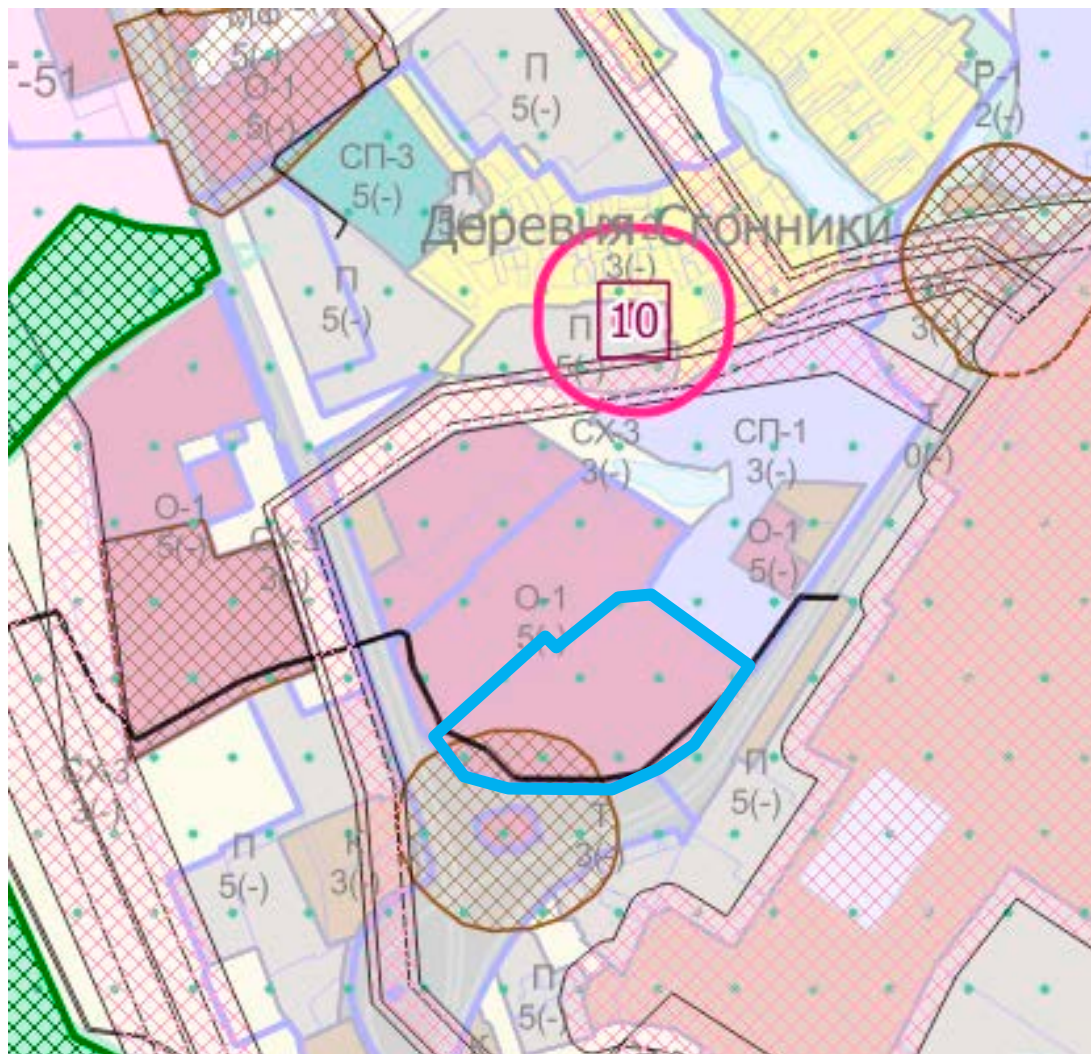 МФ
5(-)
О-1
5(-)
-51
П
5(-)
Р-1
2(-)
СП-3
5(-)
П
Деревня Сгонники
3(-)
П
5(-)
10
П
5(-)
3(-)
СХ-3
3(-)
СП-1
3(-)
Т
0(-)
О-1
5(-)
О-1
5(-)
СХ-3
3(-)
О-1
5(-)
СХ-3
3(-)
П
5(-)
П
5(-)
К
3(-)
Т
3(-)
П
5(-)
К